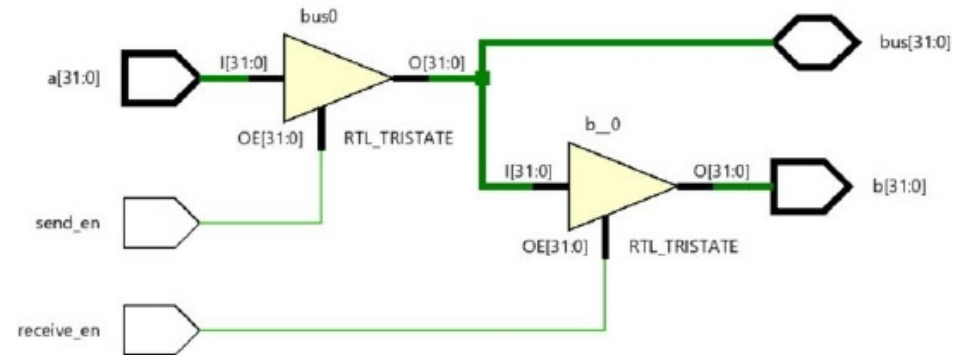 bus0
a[31:0]
I[31:0]
O[31:0]
bus[31:0]
OE[31:0]
RTL_TRISTATE
b__0
I[31:0]
O[31:0]
b[31:0]
send_en
OE[31:0]
RTL_TRISTATE
receive_en